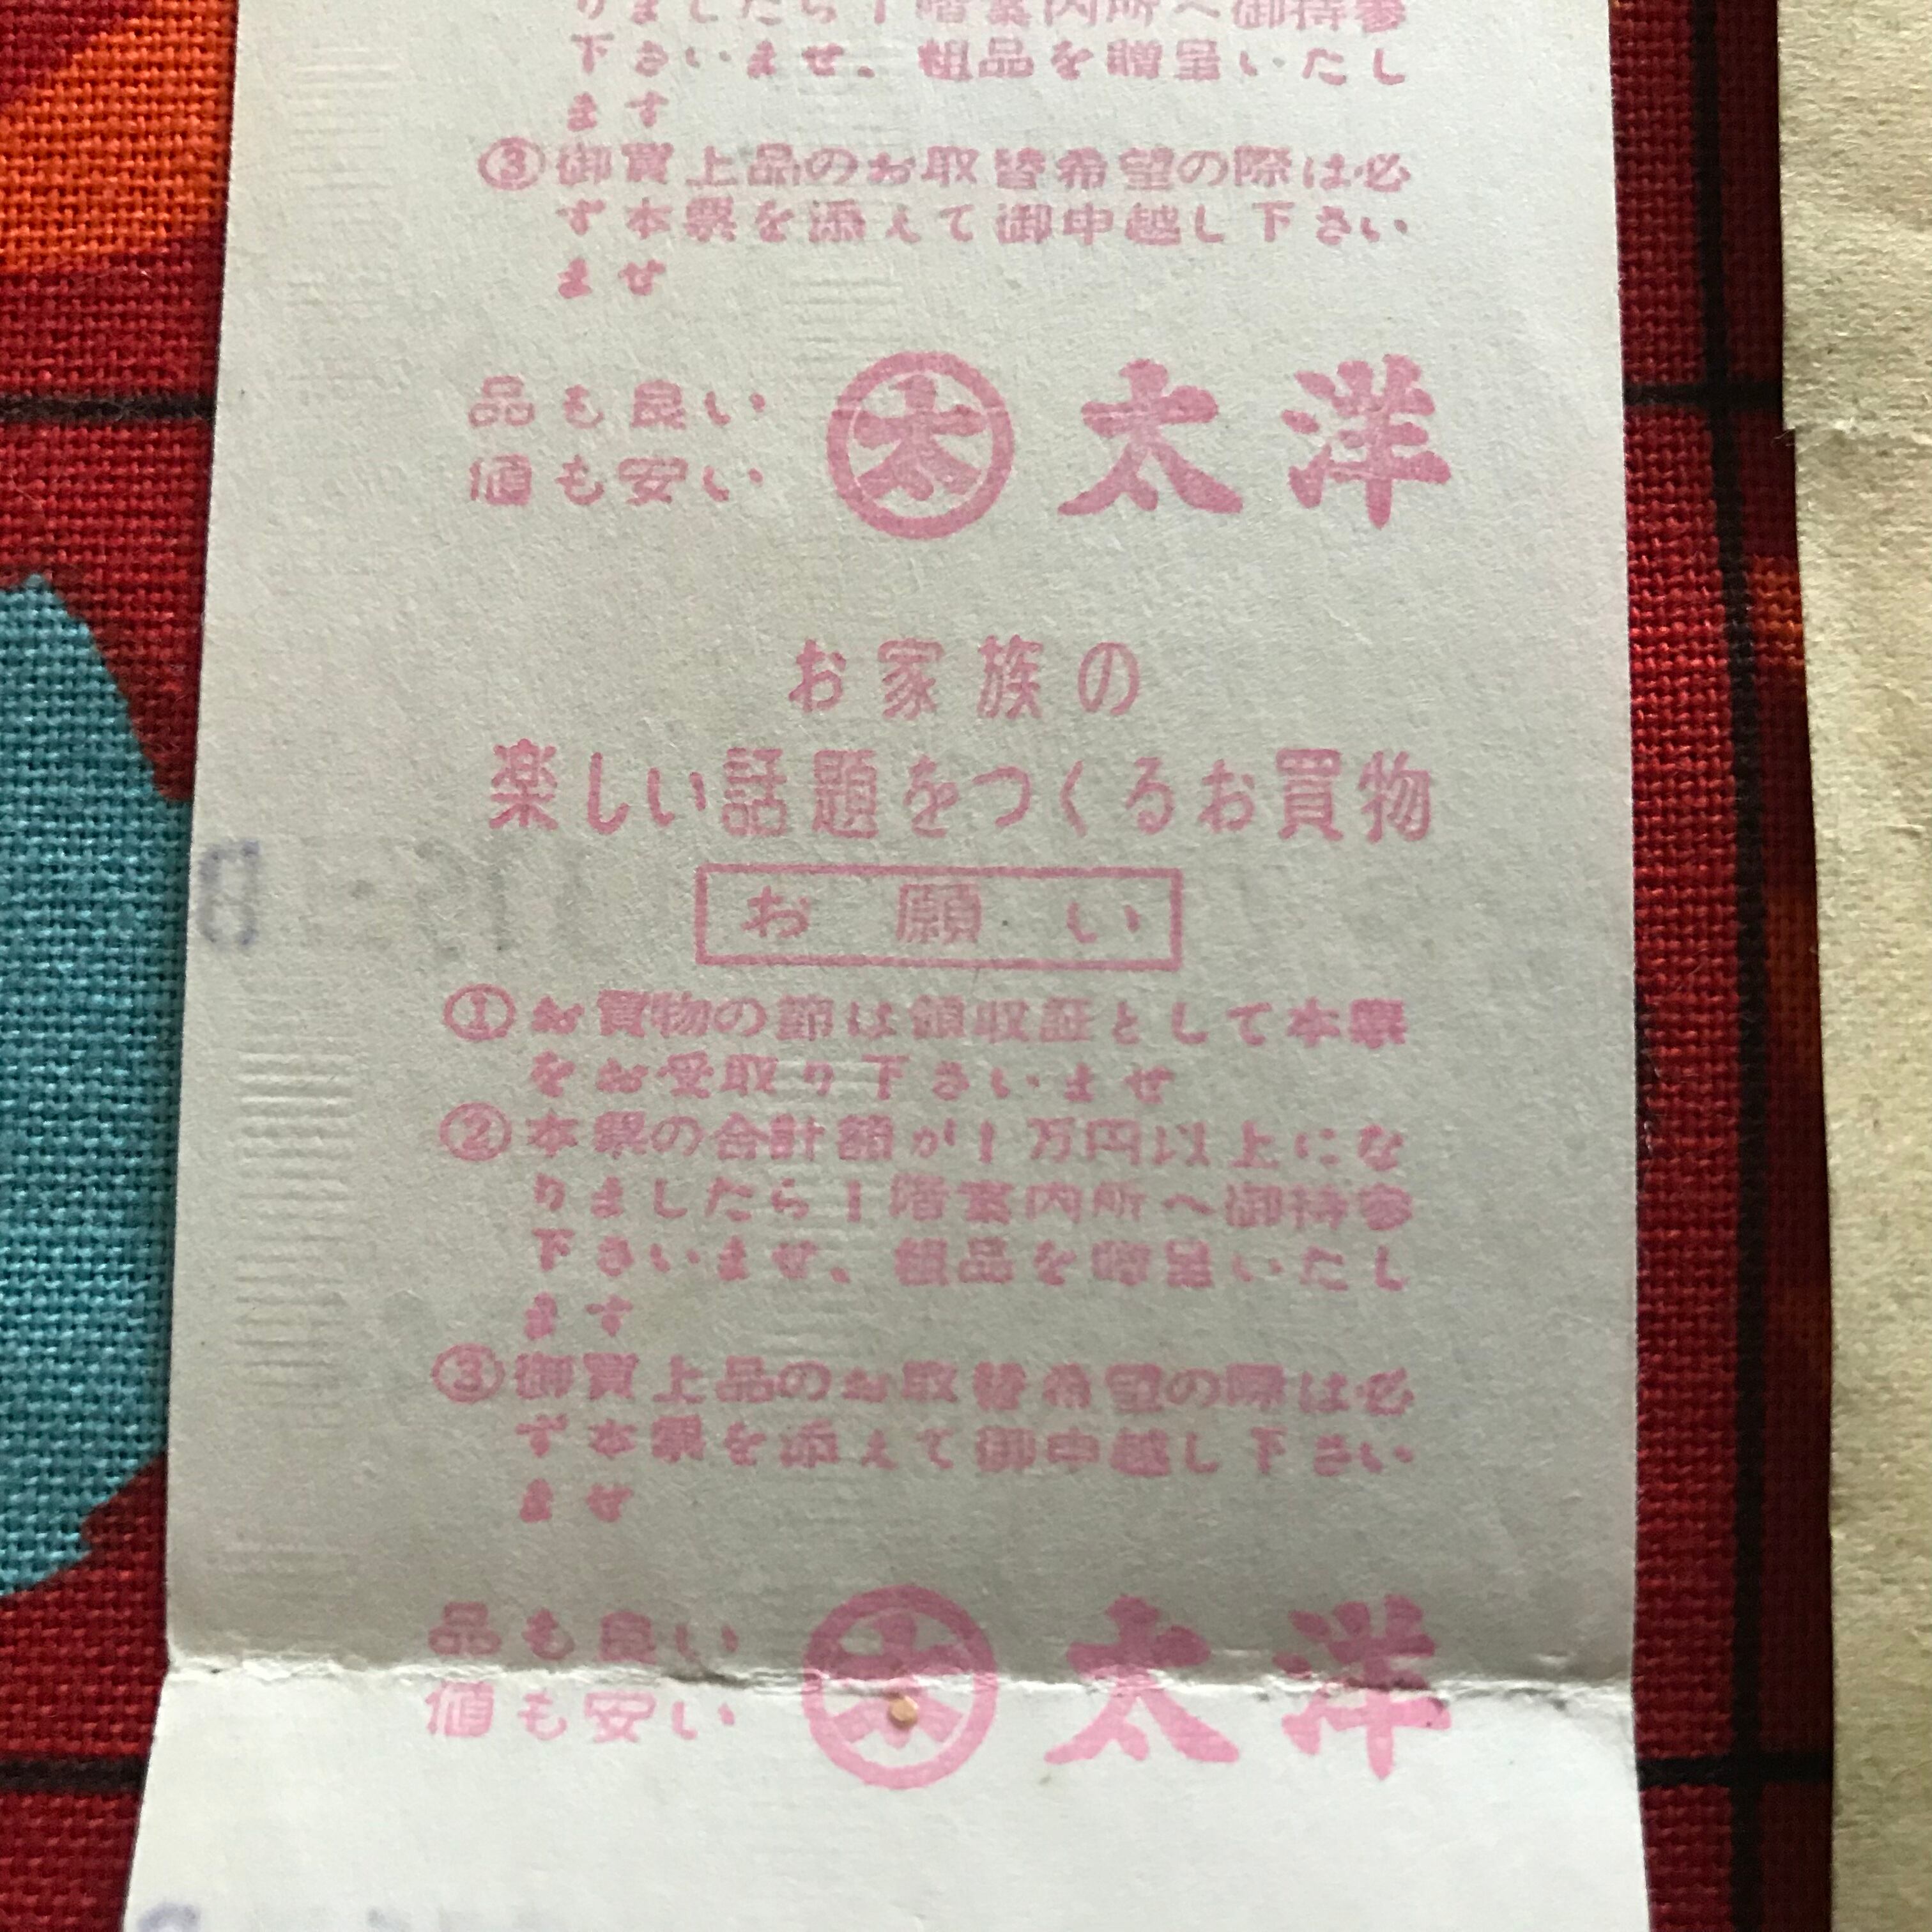 りましたら1階案内所へ御持参
下さいませ。粗品を贈呈いたし
ます
③御買上品のお取替希望の際は必
ず本票を添えて御申越し下さい
ませ
品も良い
値も安い
太 太洋
お家族の
楽しい話題をつくるお買物
お願い
①お買物の節は領収証として本票
をお受取り下さいませ
②本票の合計額が1万円以上にな
りましたら1階案内所へ御持参
下さいませ。粗品を贈呈いたし
ます
③御買上品のお取替希望の際は必
ず本票を添えて御申越し下さい
ませ
品も良い
値も安い
太 太洋